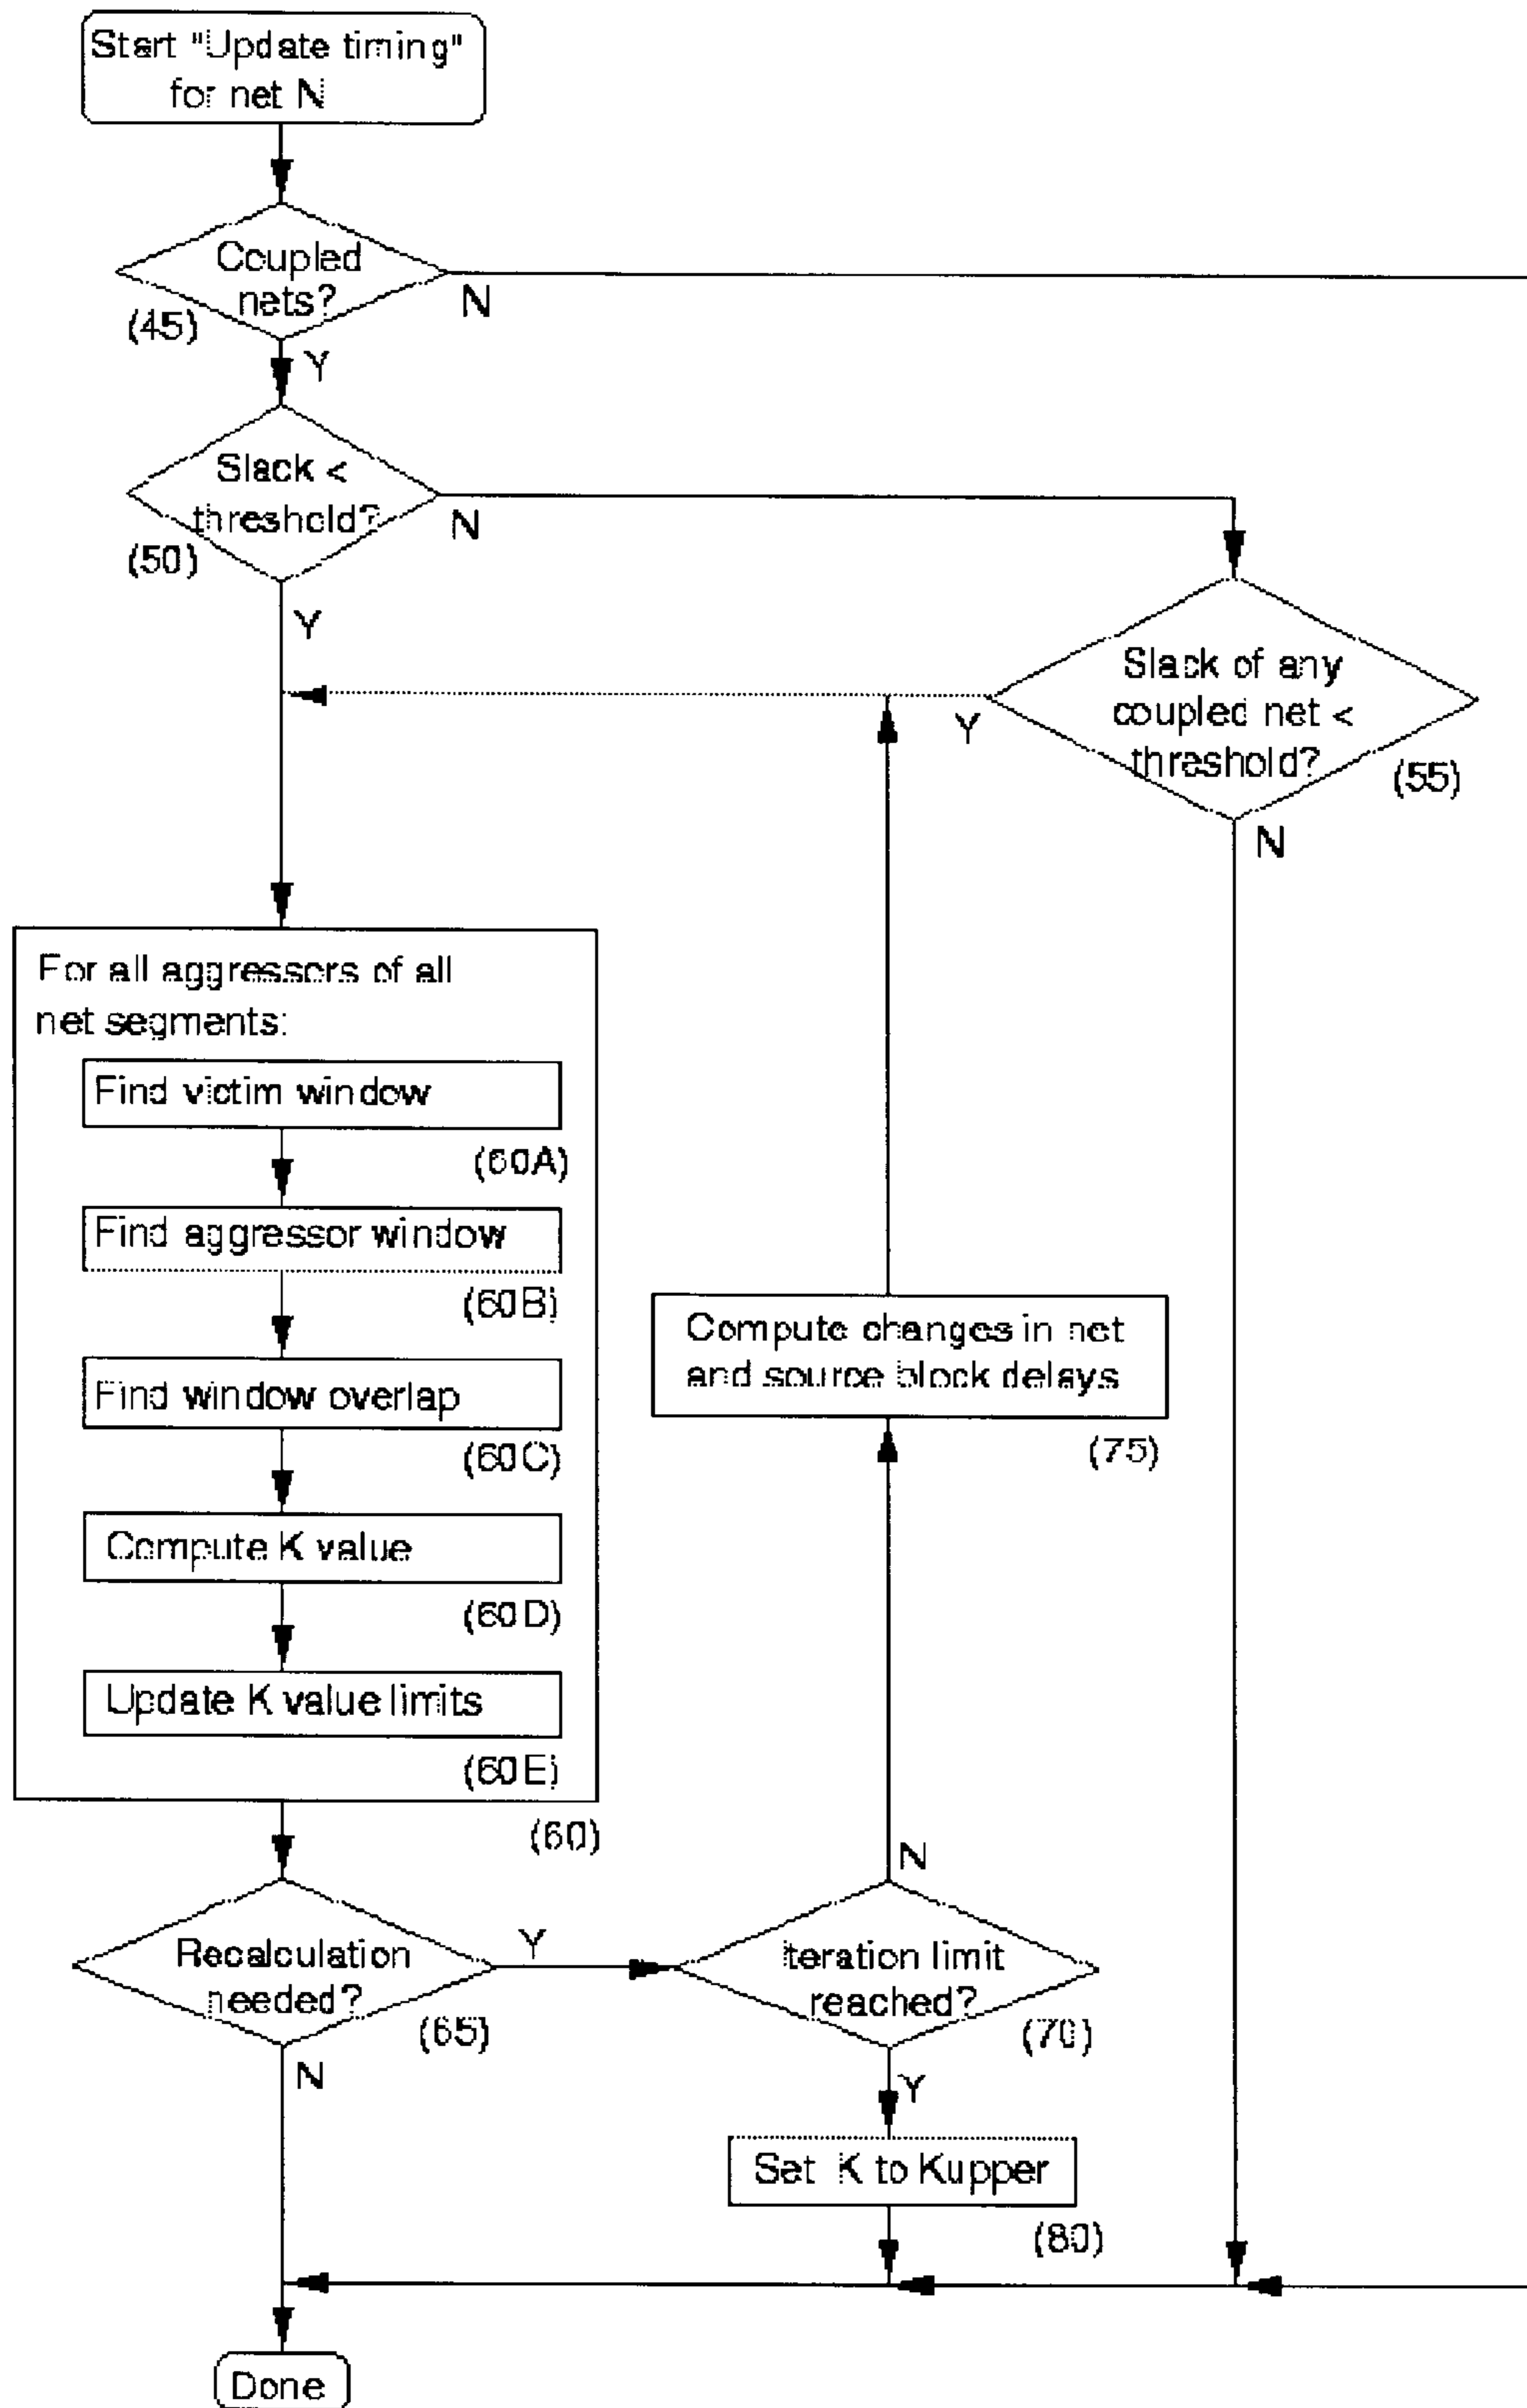 Start "Update timing"
for net N
Coupled
nets?
N
(45)
Y
Slack <
threshold?
N
(50)
Y
Slack of any
coupled net <
threshold?
Y
(55)
N
For all aggressors of all
net segments:
Find victim window
(60A)
Find aggressor window
(60B)
Find window overlap
(60C)
Compute K value
(60D)
Update K value limits
(60E)
(60)
Compute changes in net
and source block delays
(75)
N
Recalculation
needed?
Y
(65)
N
Iteration limit
reached?
(70)
Y
Set K to Kupper
(80)
Done